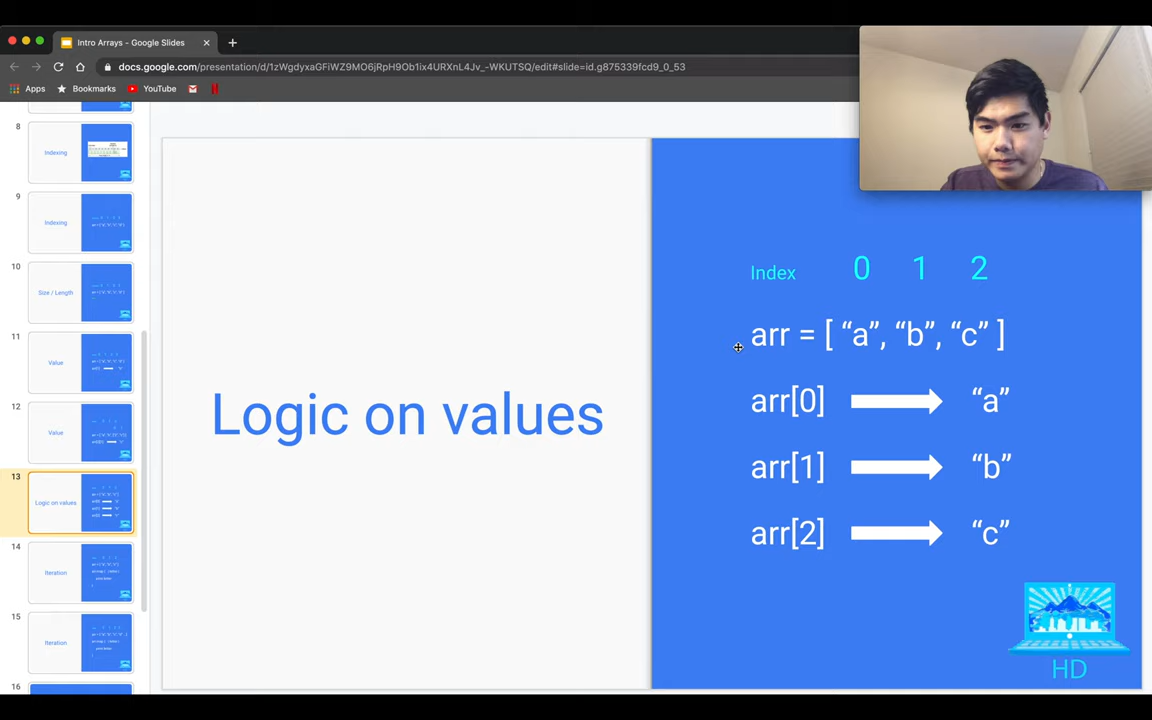 Intro Arrays - Google Slides
docs.google.com/presentation/d/1zWgdyxaGFiWZ9MO6jRpH9Ob1ix4URXnL4Jv_-WKUTSQ/edit#slide=id.g875339fcd9_0_53
Apps Bookmarks YouTube
8
Indexing
9
Indexing
10
Size / Length
11
Value
12
Value
13
Logic on values
14
Iteration
15
Iteration
16
Logic on values
Index 0 1 2
arr = [ “a”, “b”, “c” ]
arr[0] “a”
arr[1] “b”
arr[2] “c”
HD